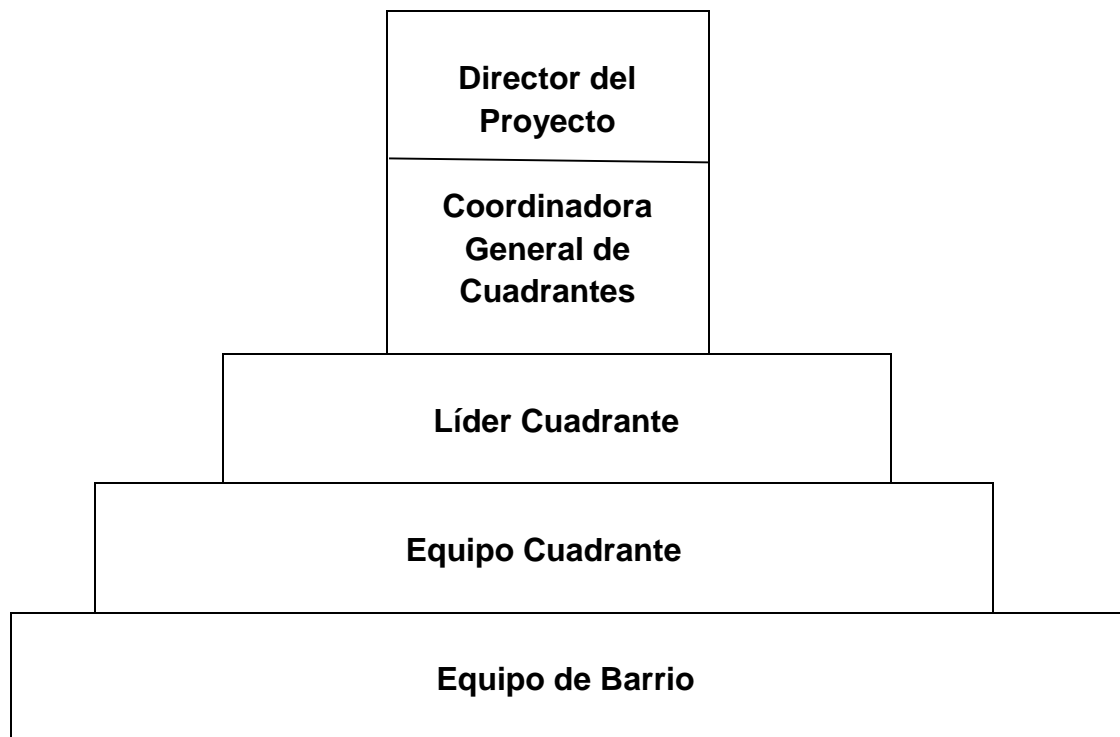 Director del
Proyecto
Coordinadora
General de
Cuadrantes
Líder Cuadrante
Equipo Cuadrante
Equipo de Barrio